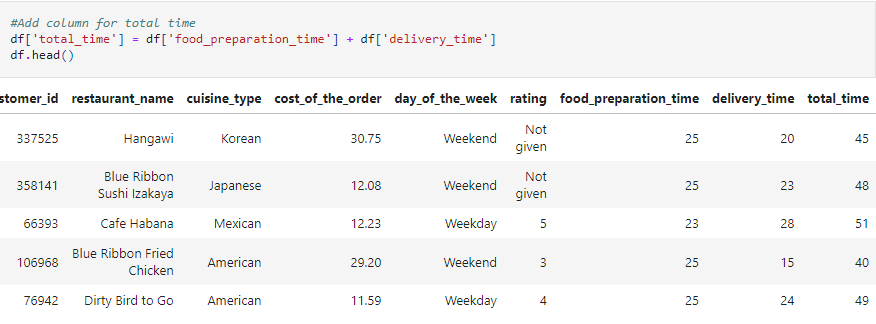 #Add column for total time
df['total_time'] = df['food_preparation_time'] + df['delivery_time']
df.head()
stomer_id restaurant_name cuisine_type cost_of_the_order day_of_the_week rating food_preparation_time delivery_time total_time
337525 Hangawi Korean 30.75 Weekend Not given 25 20 45
358141 Blue Ribbon Sushi Izakaya Japanese 12.08 Weekend Not given 25 23 48
66393 Cafe Habana Mexican 12.23 Weekday 5 23 28 51
106968 Blue Ribbon Fried Chicken American 29.20 Weekend 3 25 15 40
76942 Dirty Bird to Go American 11.59 Weekday 4 25 24 49